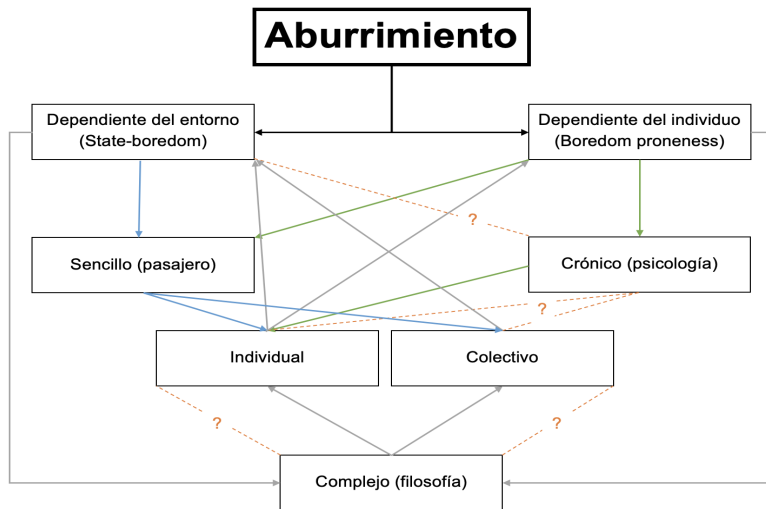 Aburrimiento
Dependiente del entorno
(State-boredom)
Dependiente del individuo
(Boredom proneness)
?
Sencillo (pasajero)
Crónico (psicología)
?
Individual
Colectivo
?
?
Complejo (filosofía)